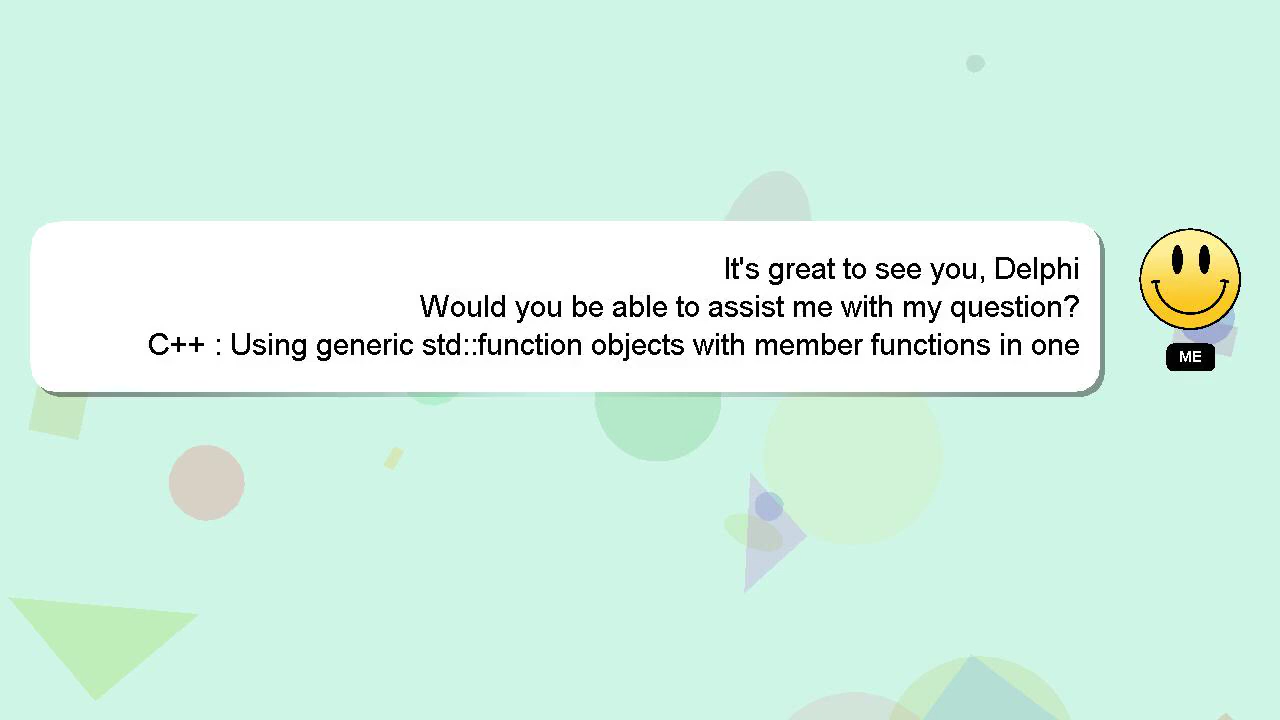 It's great to see you, Delphi
Would you be able to assist me with my question?
C++ : Using generic std::function objects with member functions in one
ME